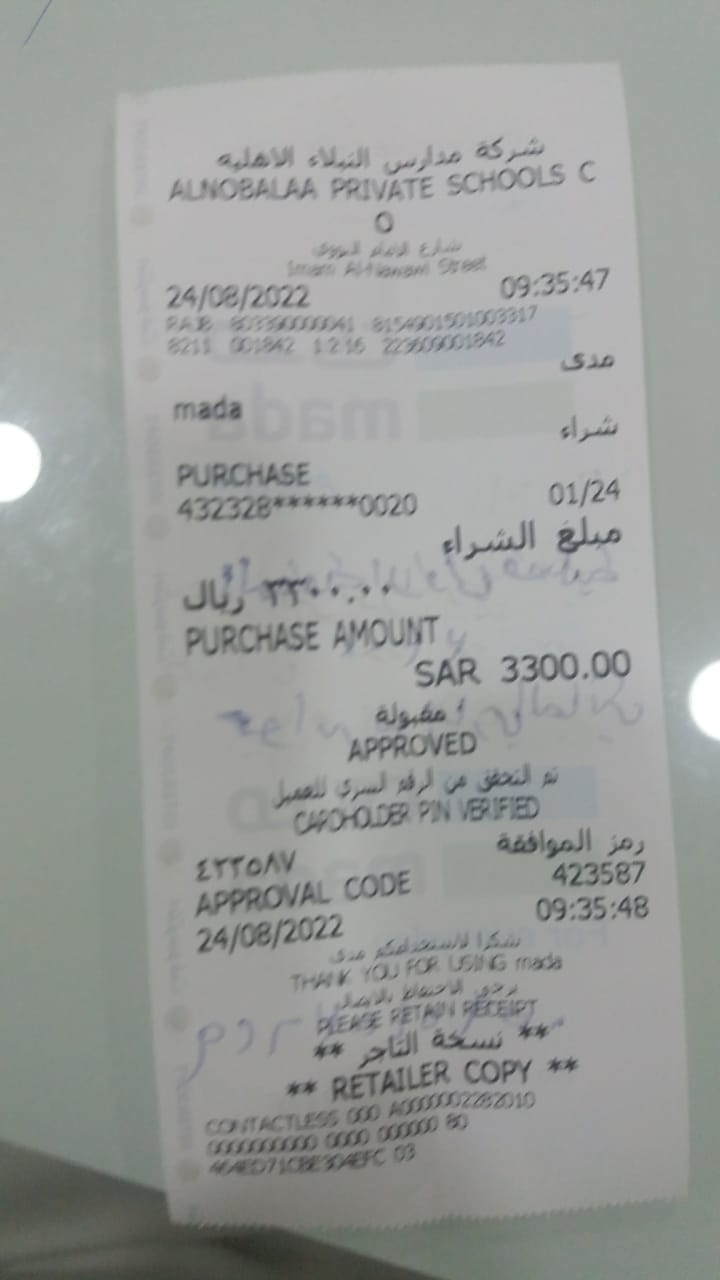 شركة مدارس النبلاء الاهليه
ALNOBALAA PRIVATE SCHOOLS C
O
شارع الإمام النووي
Imam Al-Nawawi Street
24/08/2022 09:35:47
RAJB 803390000041 8154901501003317
8211 001842 1.2.16 223609001842
مدى
mada
شراء
PURCHASE
432328******0020 01/24
مبلغ الشراء
٣٣٠٠.٠٠ ريال
PURCHASE AMOUNT
SAR 3300.00
مقبولة
APPROVED
تم التحقق من الرقم السري للعميل
CARDHOLDER PIN VERIFIED
رمز الموافقة
٤٢٣٥٨٧
APPROVAL CODE 423587
24/08/2022 09:35:48
شكرا لاستخدامكم مدى
THANK YOU FOR USING mada
يرجى الاحتفاظ بالايصال
PLEASE RETAIN RECEIPT
** نسخة التاجر **
** RETAILER COPY **
CONTACTLESS 000 A0000002282010
0000000000 0000 000000 80
03